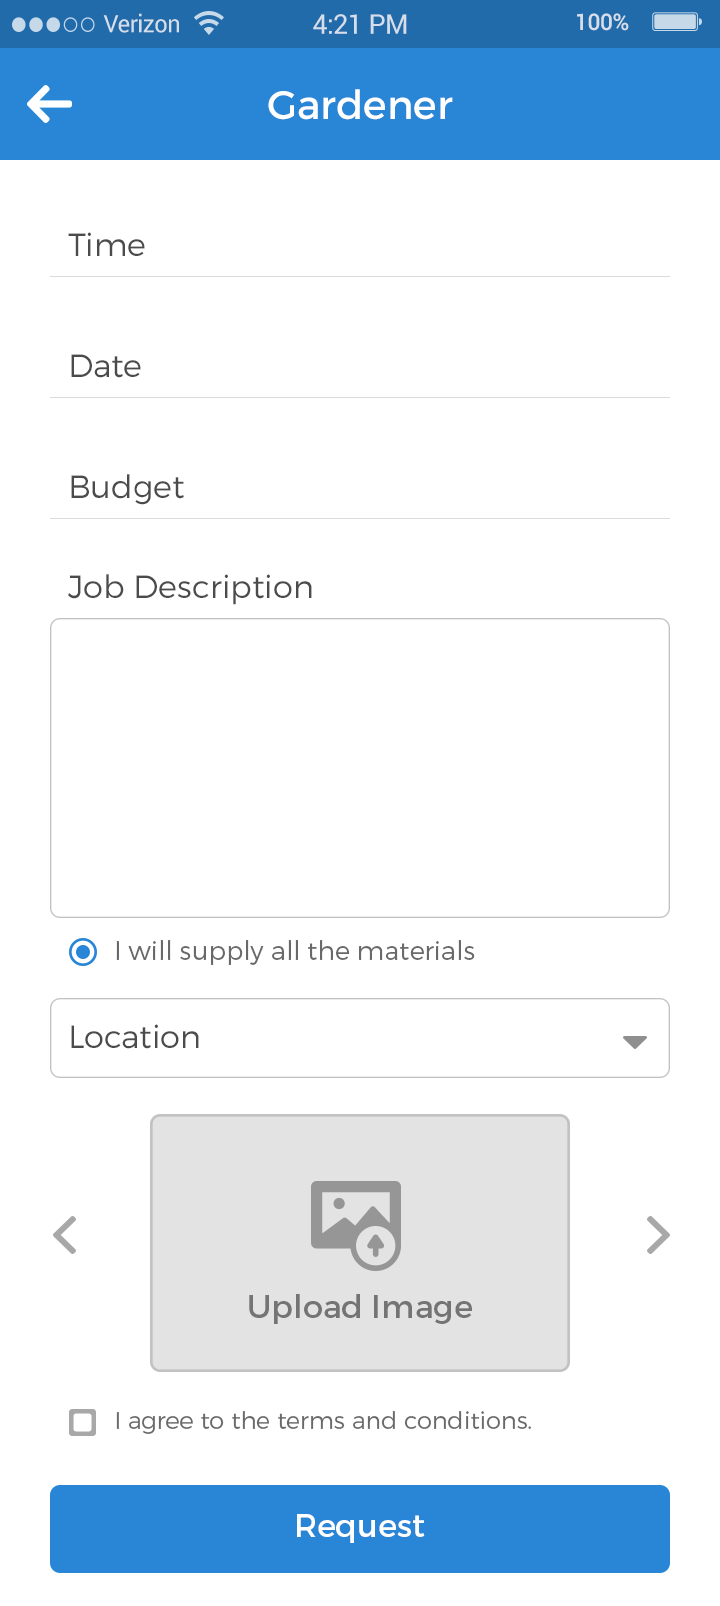 Verizon 4:21 PM 100%
Gardener
Time
Date
Budget
Job Description
I will supply all the materials
Location
Upload Image
I agree to the terms and conditions.
Request